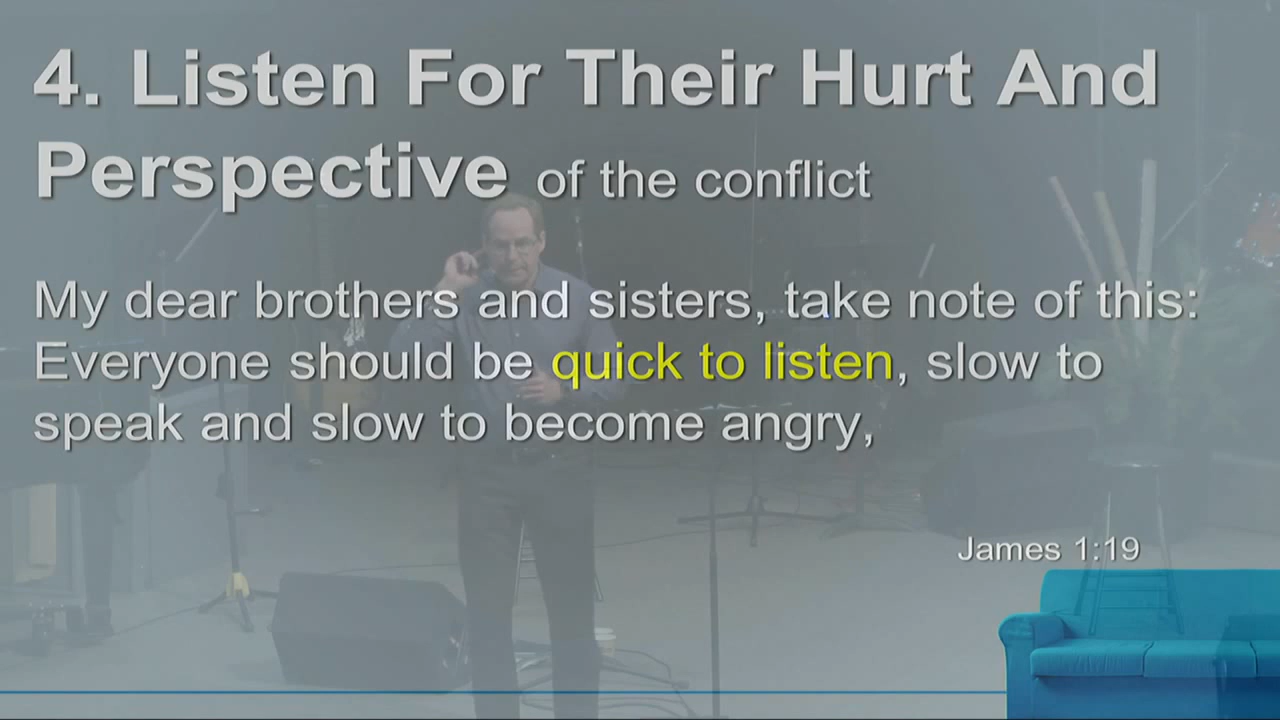 4. Listen For Their Hurt And
Perspective of the conflict
My dear brothers and sisters, take note of this:
Everyone should be quick to listen, slow to
speak and slow to become angry,
James 1:19